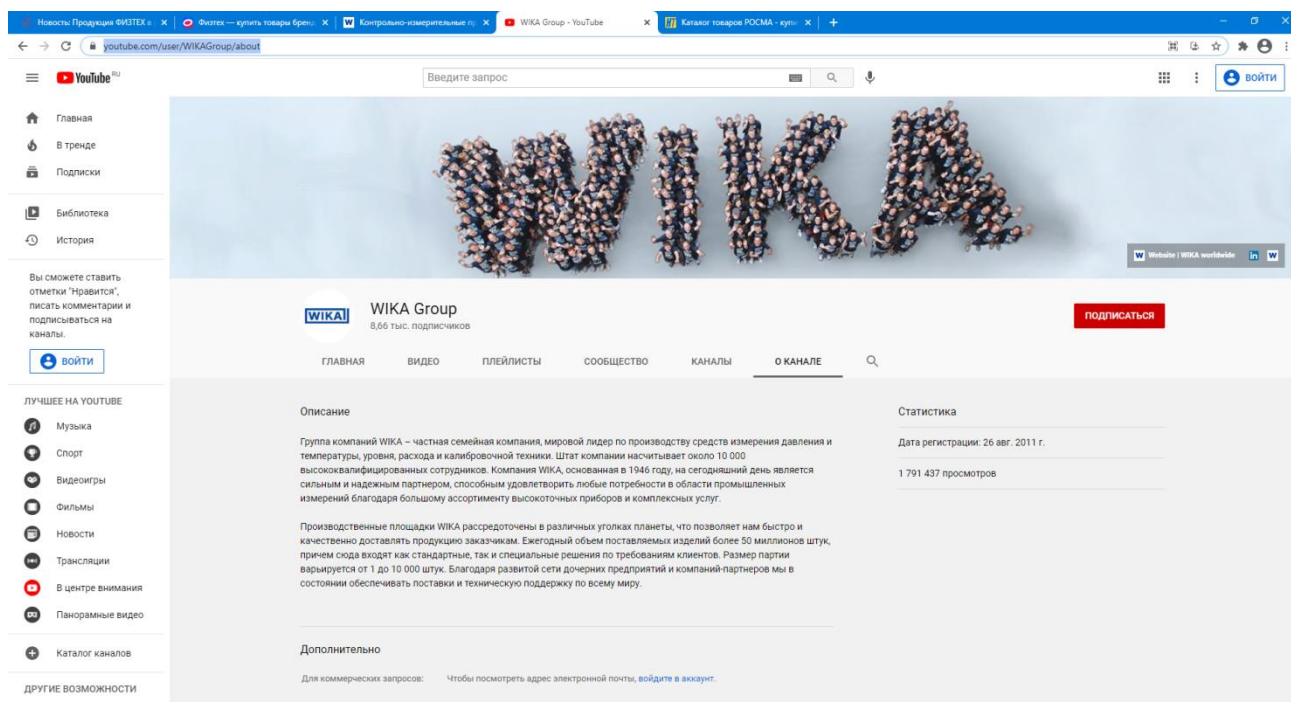 Новость: Продукция ФИЗТЕХ в
Физтех — купить товары бренд
Контрольно-измерительные пр
WIKA Group - YouTube
Каталог товаров РОСМА - купи
youtube.com/user/WIKAGroup/about
YouTube RU
Введите запрос
ВОЙТИ
Главная
В тренде
Подписки
Библиотека
История
Вы сможете ставить
отметки "Нравится",
писать комментарии и
подписываться на
каналы.
ВОЙТИ
ЛУЧШЕЕ НА YOUTUBE
Музыка
Спорт
Видеоигры
Фильмы
Новости
Трансляции
В центре внимания
Панорамные видео
Каталог каналов
ДРУГИЕ ВОЗМОЖНОСТИ
WIKA
W Website | WIKA worldwide in W
WIKA
WIKA Group
8,66 тыс. подписчиков
ПОДПИСАТЬСЯ
ГЛАВНАЯ ВИДЕО ПЛЕЙЛИСТЫ СООБЩЕСТВО КАНАЛЫ О КАНАЛЕ
Описание
Группа компаний WIKA – частная семейная компания, мировой лидер по производству средств измерения давления и
температуры, уровня, расхода и калибровочной техники. Штат компании насчитывает около 10 000
высококвалифицированных сотрудников. Компания WIKA, основанная в 1946 году, на сегодняшний день является
сильным и надежным партнером, способным удовлетворить любые потребности в области промышленных
измерений благодаря большому ассортименту высокоточных приборов и комплексных услуг.
Производственные площадки WIKA рассредоточены в различных уголках планеты, что позволяет нам быстро и
качественно доставлять продукцию заказчикам. Ежегодный объем поставляемых изделий более 50 миллионов штук,
причем сюда входят как стандартные, так и специальные решения по требованиям клиентов. Размер партии
варьируется от 1 до 10 000 штук. Благодаря развитой сети дочерних предприятий и компаний-партнеров мы в
состоянии обеспечивать поставки и техническую поддержку по всему миру.
Дополнительно
Для коммерческих запросов: Чтобы посмотреть адрес электронной почты, войдите в аккаунт.
Статистика
Дата регистрации: 26 авг. 2011 г.
1 791 437 просмотров